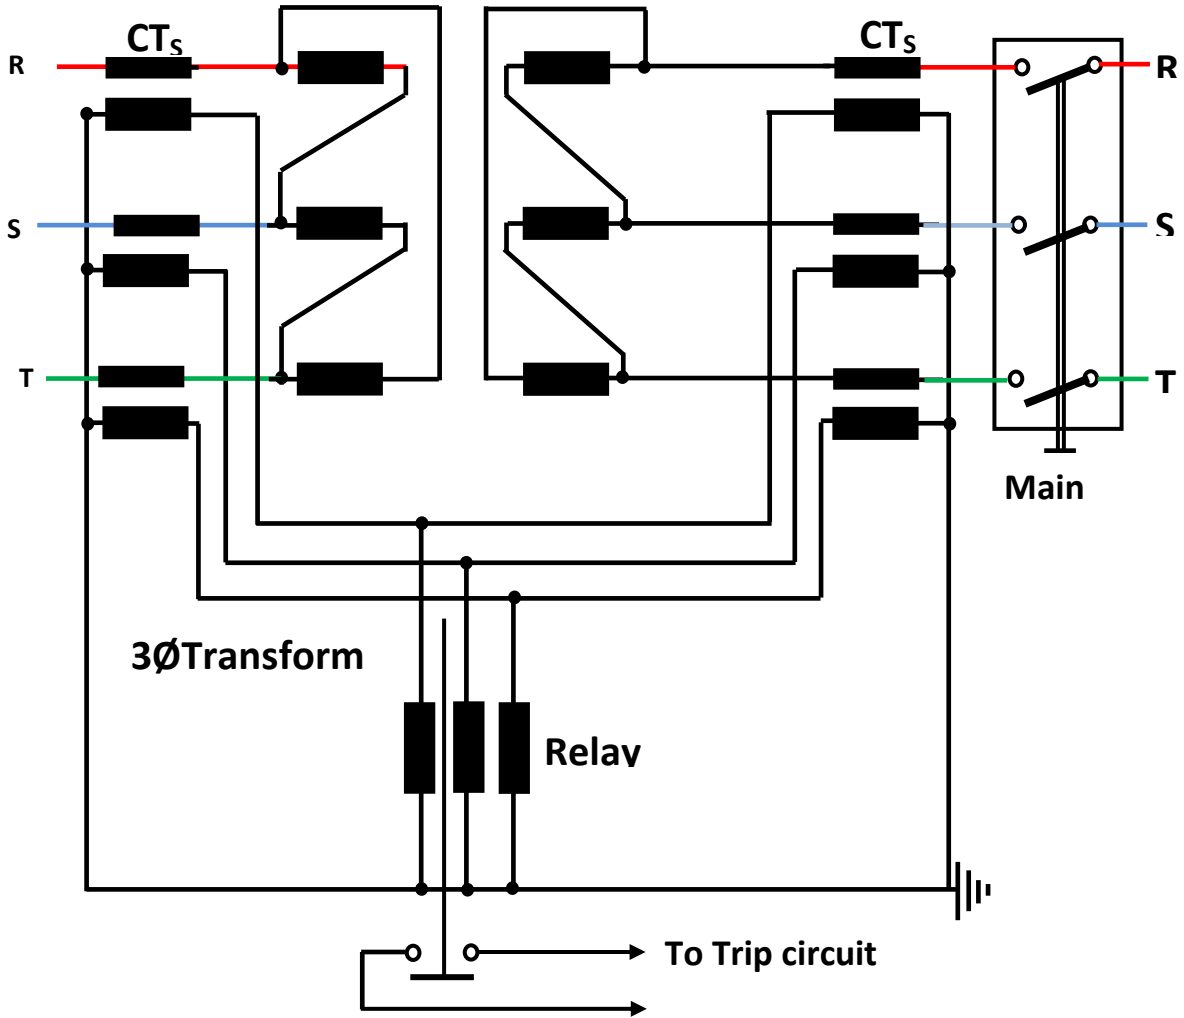 CTS
CTS
R
R
S
S
T
T
Main
3ØTransform
Relay
To Trip circuit